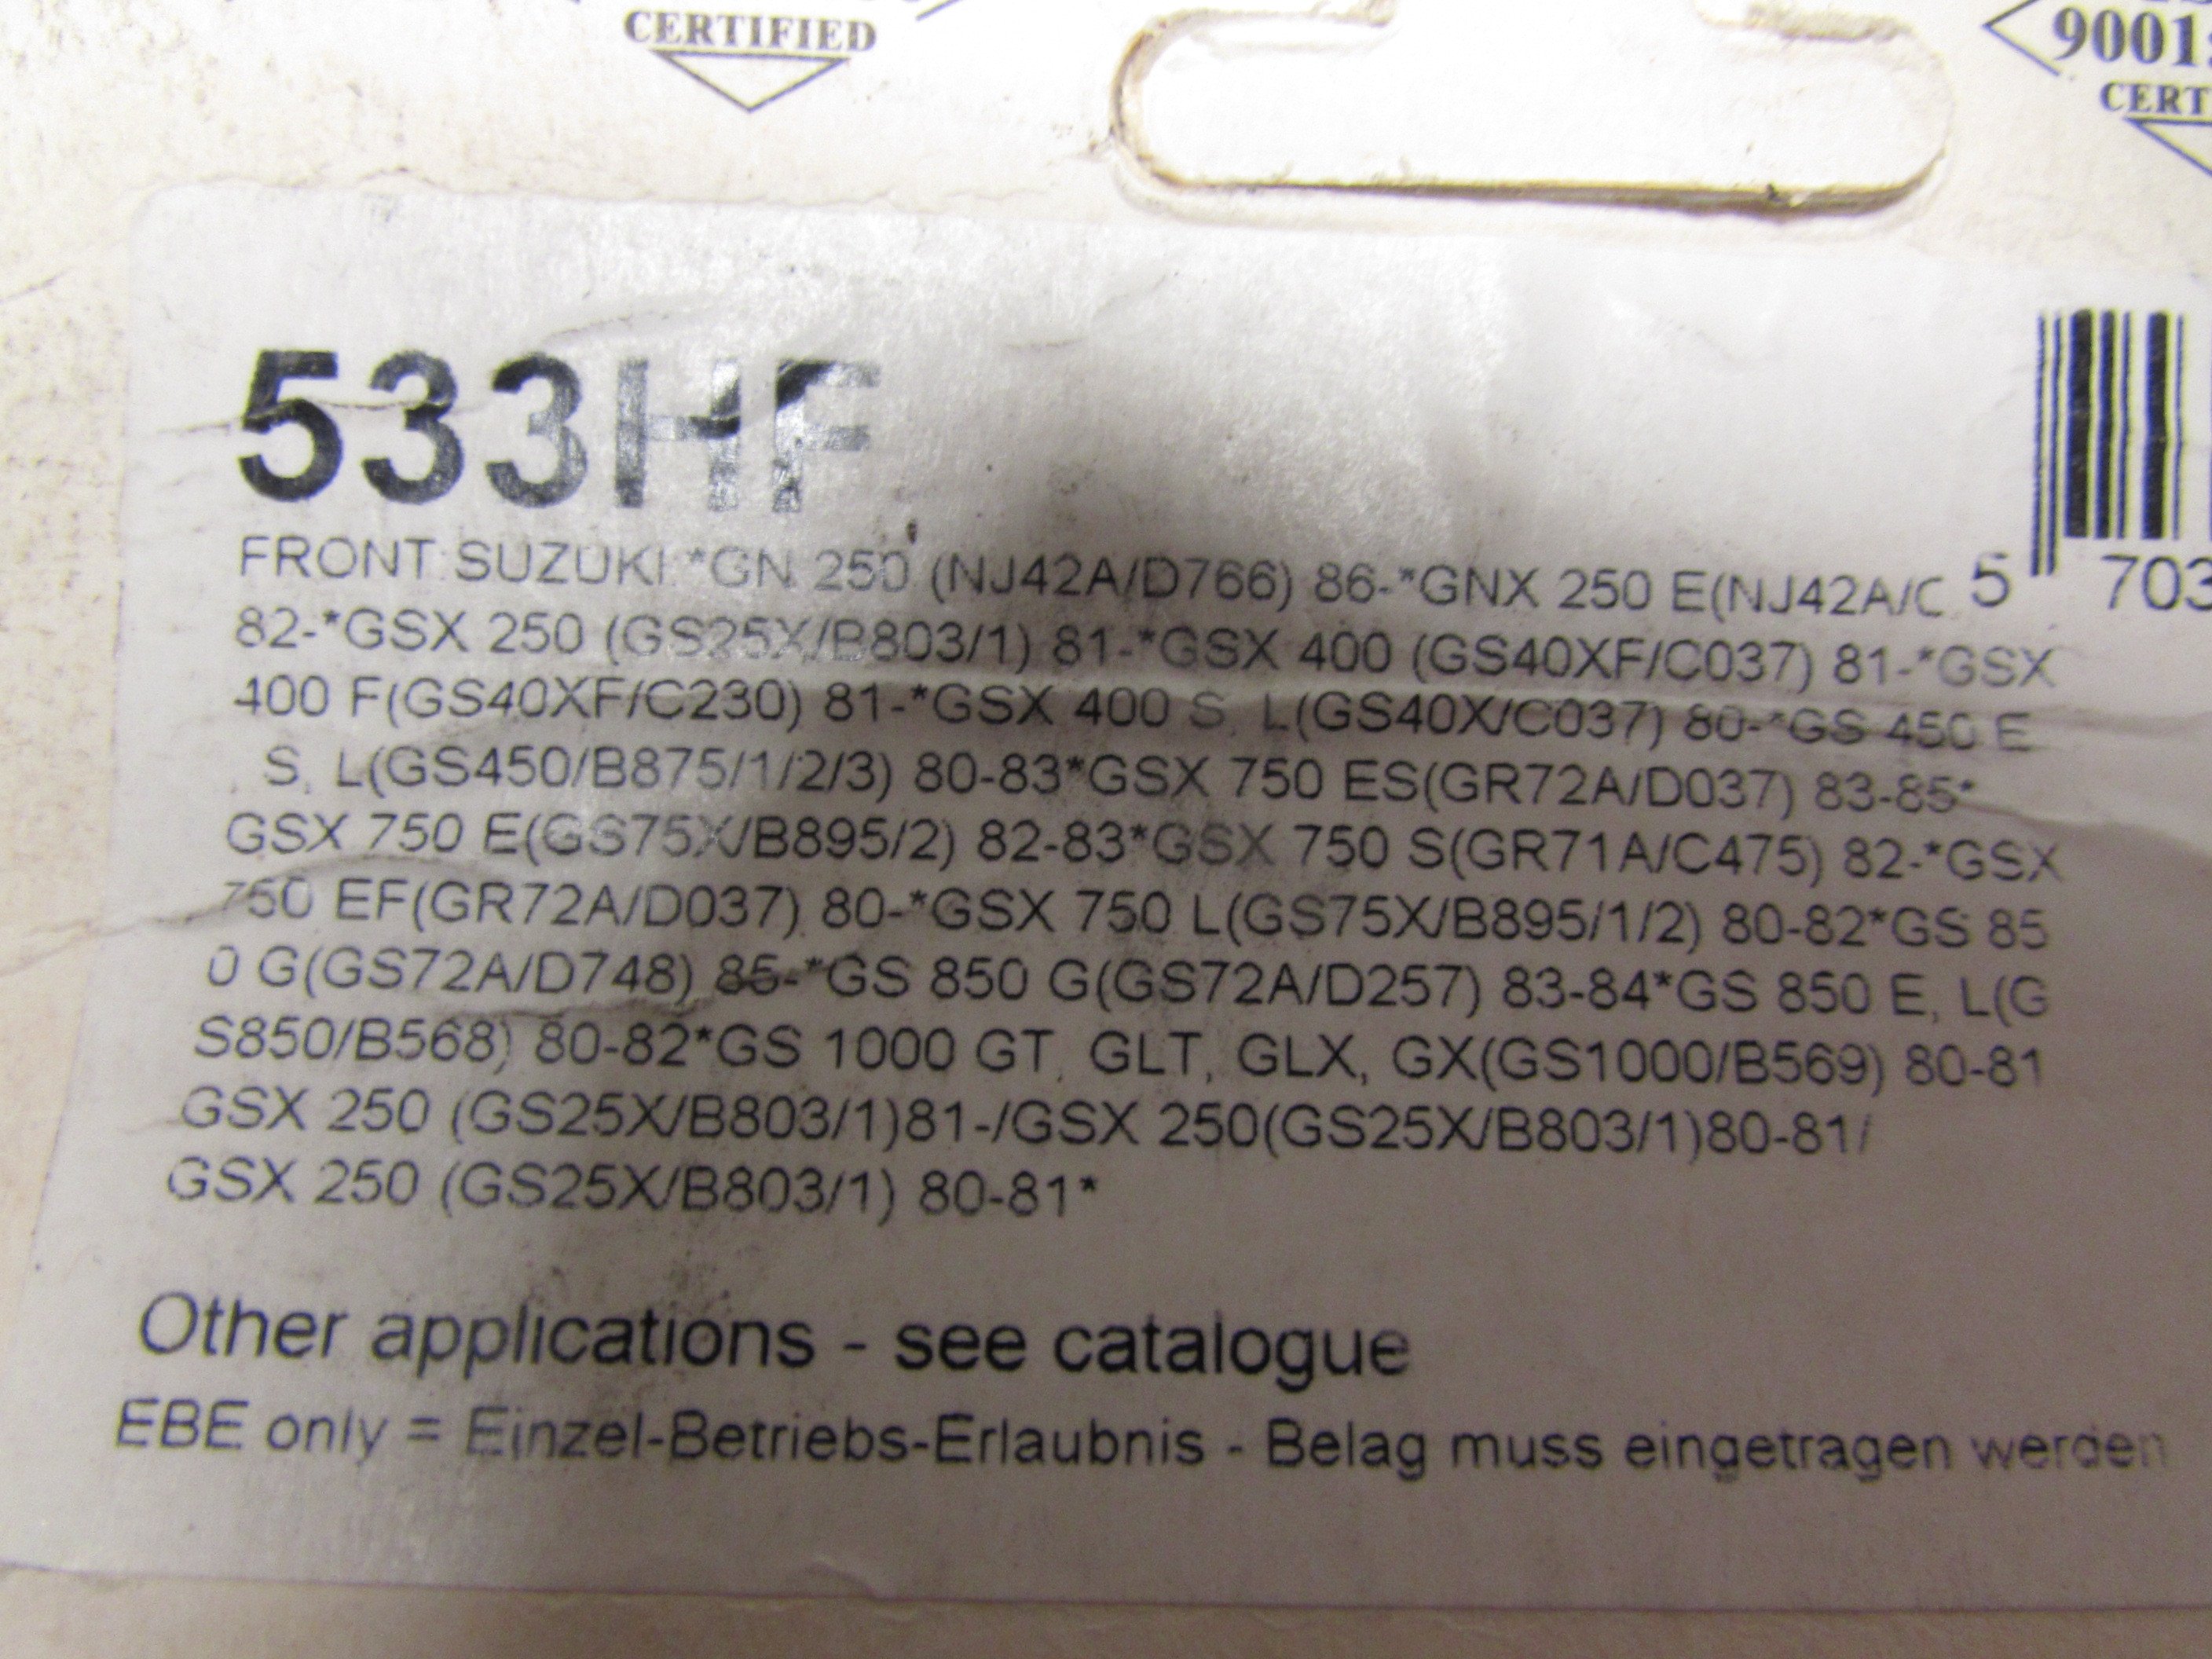 CERTIFIED
9001:
CERT
533HF
FRONT:SUZUKI:*GN 250 (NJ42A/D766) 86-*GNX 250 E(NJ42A/C
5 703
82-*GSX 250 (GS25X/B803/1) 81-*GSX 400 (GS40XF/C037) 81-*GSX
400 F(GS40XF/C230) 81-*GSX 400 S, L(GS40X/C037) 80-*GS 450 E
, S, L(GS450/B875/1/2/3) 80-83*GSX 750 ES(GR72A/D037) 83-85*
GSX 750 E(GS75X/B895/2) 82-83*GSX 750 S(GR71A/C475) 82-*GSX
750 EF(GR72A/D037) 80-*GSX 750 L(GS75X/B895/1/2) 80-82*GS 85
0 G(GS72A/D748) 85-*GS 850 G(GS72A/D257) 83-84*GS 850 E, L(G
S850/B568) 80-82*GS 1000 GT, GLT, GLX, GX(GS1000/B569) 80-81
GSX 250 (GS25X/B803/1)81-/GSX 250(GS25X/B803/1)80-81/
GSX 250 (GS25X/B803/1) 80-81*
Other applications - see catalogue
EBE only = Einzel-Betriebs-Erlaubnis - Belag muss eingetragen werden